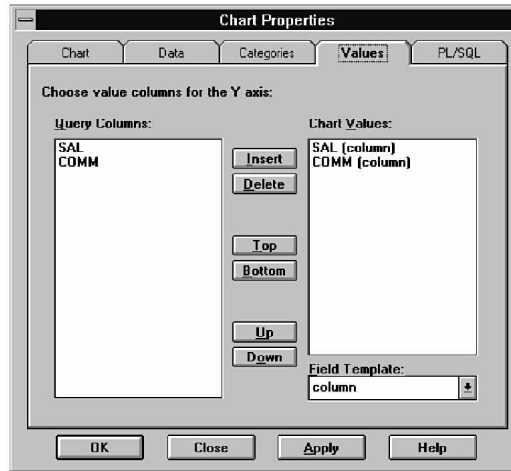 Chart Properties
Chart Data Categories Values PL/SQL
Choose value columns for the Y axis:
Query Columns: Chart Values:
SAL SAL (column)
COMM COMM (column)
Insert
Delete
Top
Bottom
Up
Down
Field Template:
column
OK Close Apply Help